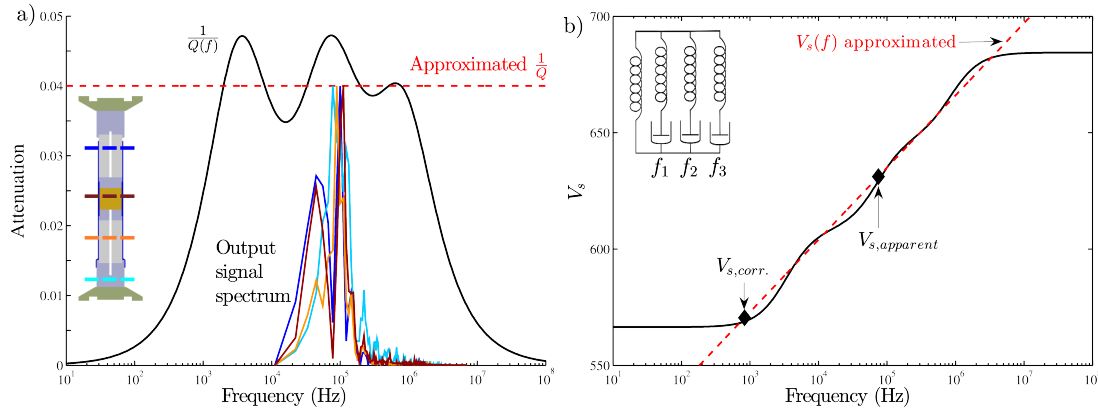 a)
0.05
0.04
0.03
0.02
0.01
0
Attenuation
1/Q(f)
Approximated 1/Q
Output
signal
spectrum
10^1 10^2 10^3 10^4 10^5 10^6 10^7 10^8
Frequency (Hz)
b)
700
650
600
550
V_s
V_s(f) approximated
f_1 f_2 f_3
V_{s,corr.}
V_{s,apparent}
10^1 10^2 10^3 10^4 10^5 10^6 10^7 10
Frequency (Hz)